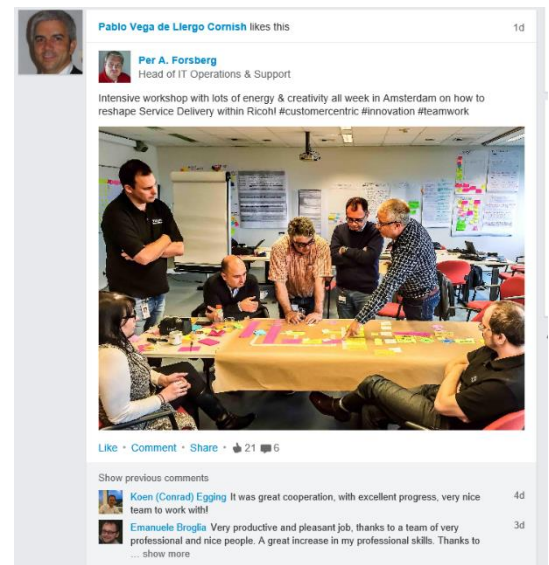 Pablo Vega de Llergo Cornish likes this 1d
Per A. Forsberg
Head of IT Operations & Support
Intensive workshop with lots of energy & creativity all week in Amsterdam on how to
reshape Service Delivery within Ricoh! #customercentric #innovation #teamwork
Like • Comment • Share • 21 6
Show previous comments
Koen (Conrad) Egging It was great cooperation, with excellent progress, very nice 4d
team to work with!
Emanuele Broglia Very productive and pleasant job, thanks to a team of very 3d
professional and nice people. A great increase in my professional skills. Thanks to
... show more